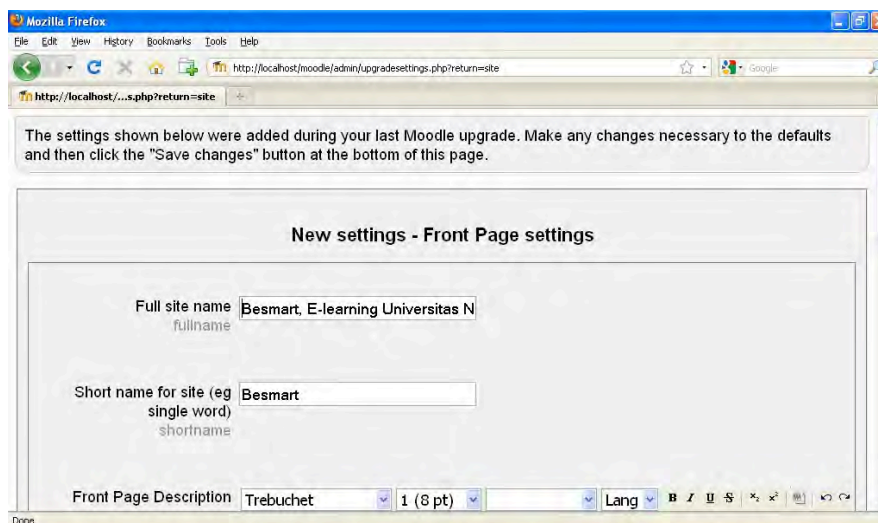 Mozilla Firefox
File Edit View History Bookmarks Tools Help
http://localhost/moodle/admin/upgradesettings.php?return=site
Google
http://localhost/...s.php?return=site
The settings shown below were added during your last Moodle upgrade. Make any changes necessary to the defaults
and then click the "Save changes" button at the bottom of this page.
New settings - Front Page settings
Full site name Besmart, E-learning Universitas N
fullname
Short name for site (eg Besmart
single word)
shortname
Front Page Description Trebuchet 1 (8 pt) Lang B I U S x₂ x²
Done